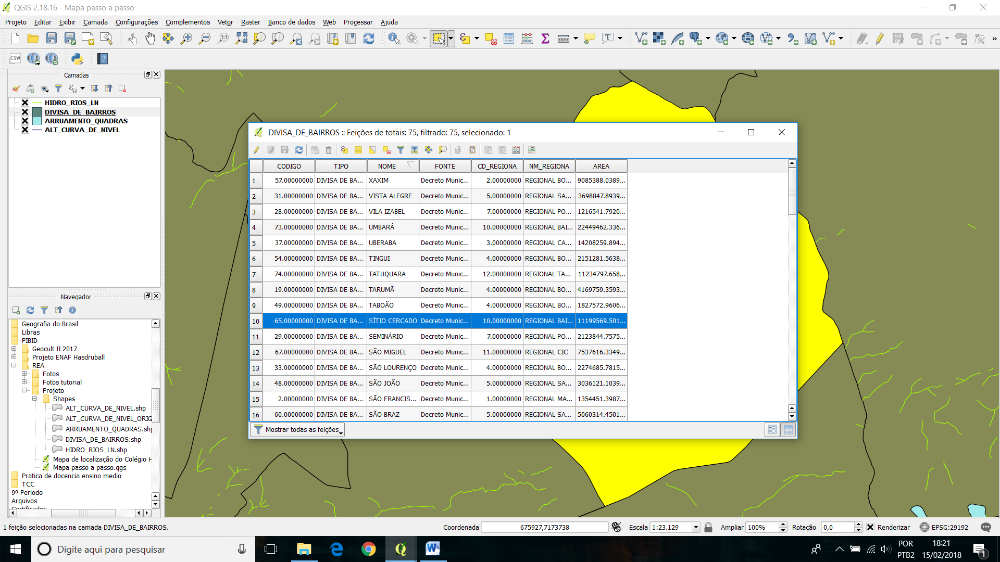 QGIS 2.18.16 - Mapa passo a passo
Projeto Editar Exibir Camada Configurações Complementos Vetor Raster Banco de dados Web Processar Ajuda
CSW
Camadas
HIDRO_RIOS_LN
DIVISA_DE_BAIRROS
ARRUAMENTO_QUADRAS
ALT_CURVA_DE_NIVEL
Navegador
Geografia do Brasil
Libras
PIBID
Geocult II 2017
Projeto ENAF Hasdruball
REA
Fotos
Fotos tutorial
Projeto
Shapes
ALT_CURVA_DE_NIVEL.shp
ALT_CURVA_DE_NIVEL_ORIG
ARRUAMENTO_QUADRAS.shp
DIVISA_DE_BAIRROS.shp
HIDRO_RIOS_LN.shp
Mapa de localização do Colégio H
Mapa passo a passo.qgs
Pratica de docencia ensino medio
TCC
9º Periodo
Arquivos
Certificados
DIVISA_DE_BAIRROS :: Feições de totais: 75, filtrado: 75, selecionado: 1
CODIGO TIPO NOME FONTE CD_REGIONA NM_REGIONA AREA
1 57.00000000 DIVISA DE BA... XAXIM Decreto Munic... 2.00000000 REGIONAL BO... 9085388.0389...
2 31.00000000 DIVISA DE BA... VISTA ALEGRE Decreto Munic... 5.00000000 REGIONAL SA... 3698847.8939...
3 28.00000000 DIVISA DE BA... VILA IZABEL Decreto Munic... 7.00000000 REGIONAL PO... 1216541.7920...
4 73.00000000 DIVISA DE BA... UMBARÁ Decreto Munic... 10.00000000 REGIONAL BAI... 22449462.336...
5 37.00000000 DIVISA DE BA... UBERABA Decreto Munic... 3.00000000 REGIONAL CA... 14208259.894...
6 54.00000000 DIVISA DE BA... TINGUI Decreto Munic... 4.00000000 REGIONAL BO... 2151281.5638...
7 74.00000000 DIVISA DE BA... TATUQUARA Decreto Munic... 12.00000000 REGIONAL TA... 11234797.658...
8 19.00000000 DIVISA DE BA... TARUMÃ Decreto Munic... 4.00000000 REGIONAL BO... 4169759.3593...
9 49.00000000 DIVISA DE BA... TABOÃO Decreto Munic... 4.00000000 REGIONAL BO... 1827572.9606...
10 65.00000000 DIVISA DE BA... SÍTIO CERCADO Decreto Munic... 10.00000000 REGIONAL BAI... 11199569.501...
11 29.00000000 DIVISA DE BA... SEMINÁRIO Decreto Munic... 7.00000000 REGIONAL PO... 2123844.7575...
12 67.00000000 DIVISA DE BA... SÃO MIGUEL Decreto Munic... 11.00000000 REGIONAL CIC 7537616.3349...
13 33.00000000 DIVISA DE BA... SÃO LOURENÇO Decreto Munic... 4.00000000 REGIONAL BO... 2274685.7815...
14 48.00000000 DIVISA DE BA... SÃO JOÃO Decreto Munic... 5.00000000 REGIONAL SA... 3036121.1039...
15 2.00000000 DIVISA DE BA... SÃO FRANCIS... Decreto Munic... 1.00000000 REGIONAL MA... 1354451.3987...
16 60.00000000 DIVISA DE BA... SÃO BRAZ Decreto Munic... 5.00000000 REGIONAL SA... 5060314.4501...
Mostrar todas as feições
1 feição selecionadas na camada DIVISA_DE_BAIRROS. Coordenada 675927,7173738 Escala 1:23.129 Ampliar 100% Rotação 0,0 Renderizar EPSG:29192
Digite aqui para pesquisar
POR 18:21
PTB2 15/02/2018
1